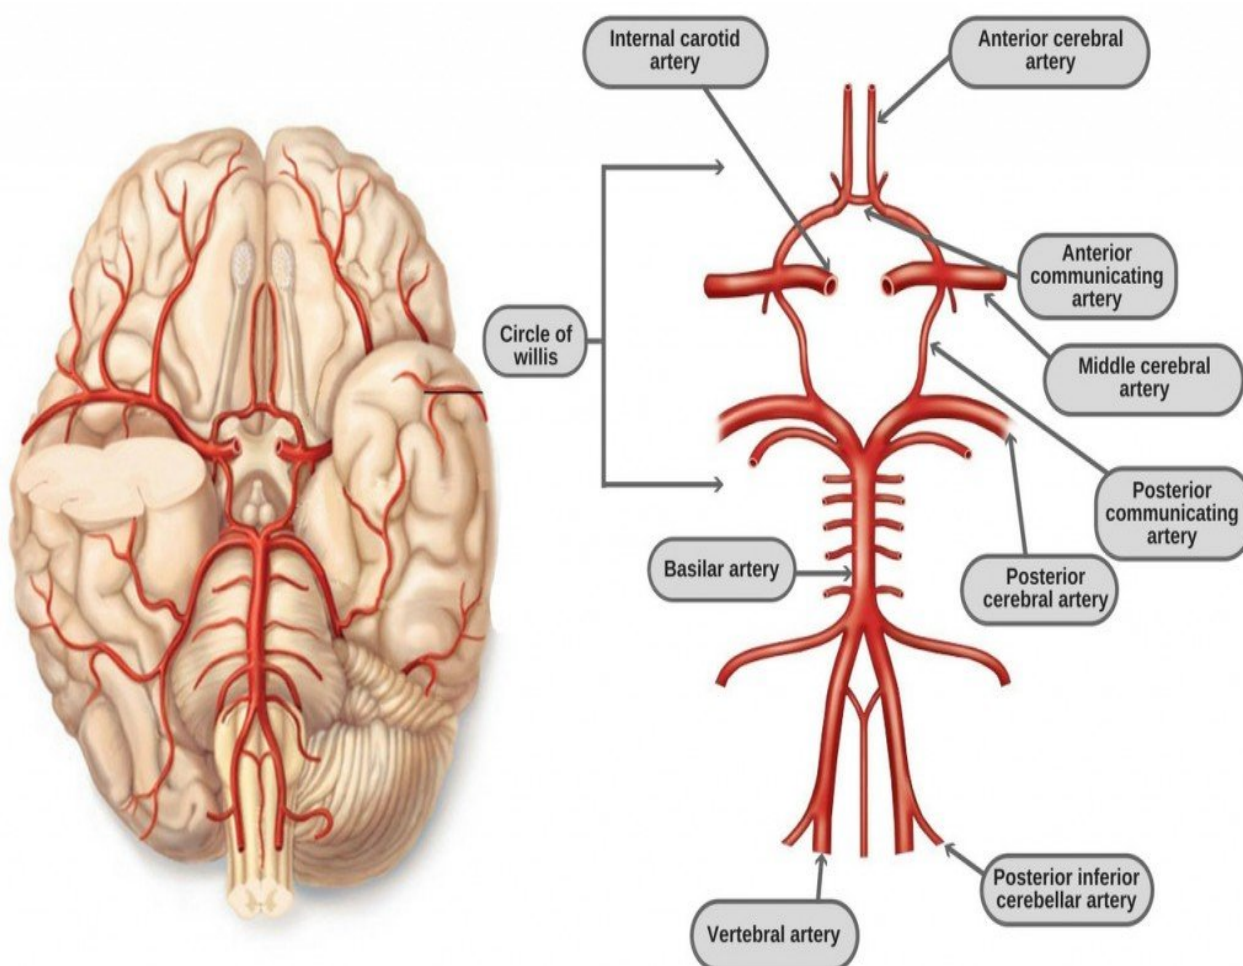 Internal carotid
artery
Anterior cerebral
artery
Anterior
communicating
artery
Circle of
willis
Middle cerebral
artery
Posterior
communicating
artery
Basilar artery
Posterior
cerebral artery
Posterior inferior
cerebellar artery
Vertebral artery